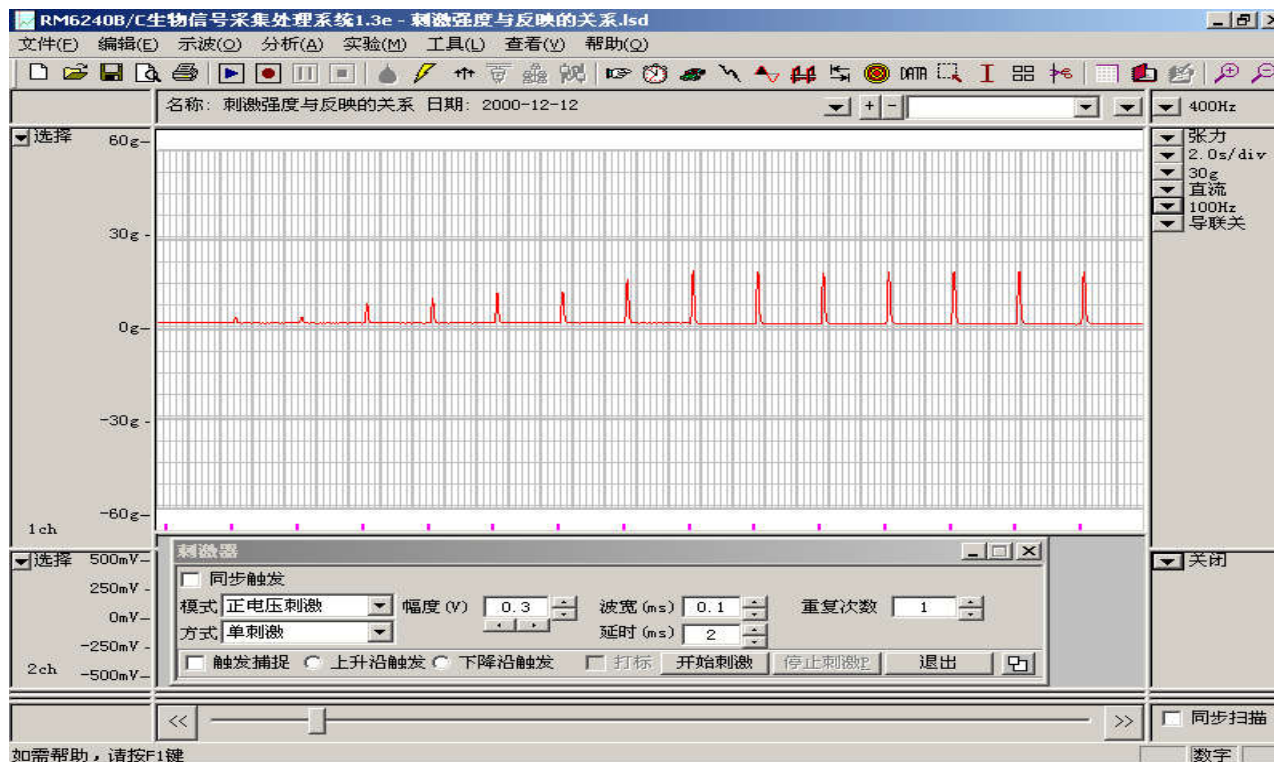 RM6240B/C生物信号采集处理系统1.3e - 刺激强度与反映的关系.lsd
文件(F) 编辑(E) 示波(O) 分析(A) 实验(M) 工具(L) 查看(V) 帮助(Q)
DATA
名称: 刺激强度与反映的关系 日期: 2000-12-12
+ -
400Hz
选择
60g
30g
0g
-30g
-60g
1ch
张力
2.0s/div
30g
直流
100Hz
导联关
选择
500mV
250mV
0mV
-250mV
-500mV
2ch
关闭
刺激器
同步触发
模式 正电压刺激 幅度(V) 0.3 波宽(ms) 0.1 重复次数 1
方式 单刺激 延时(ms) 2
触发捕捉 上升沿触发 下降沿触发 打标 开始刺激 停止刺激P 退出
<< >>
同步扫描
如需帮助，请按F1键
数字